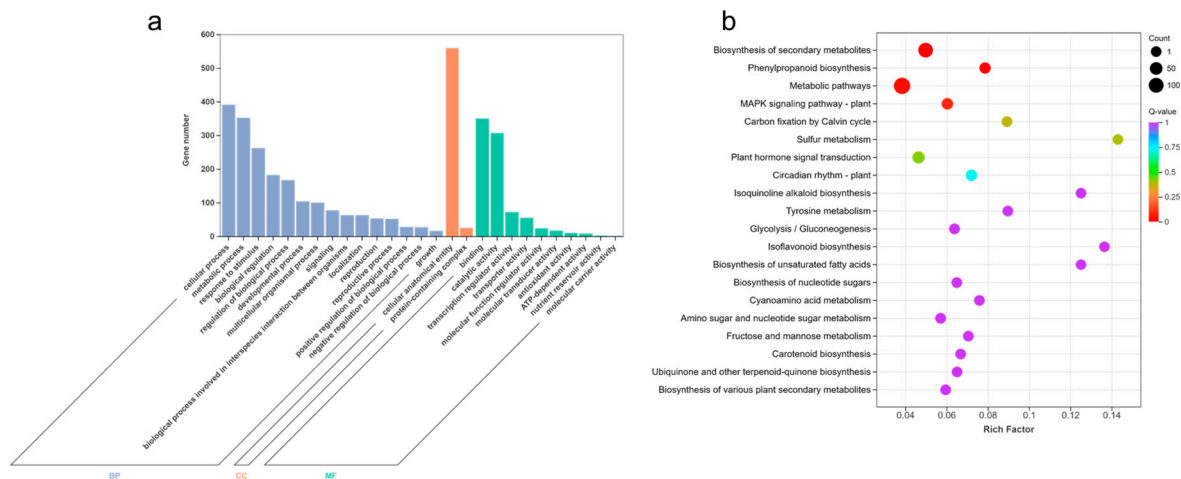 a
600
500
400
300
200
100
0
Gene number
cellular process
metabolic process
response to stimulus
biological regulation
regulation of biological process
developmental process
multicellular organismal process
signaling
biological process involved in interspecies interaction between organisms
localization
reproduction
reproductive process
positive regulation of biological process
negative regulation of biological process
growth
cellular anatomical entity
protein-containing complex
binding
catalytic activity
transcription regulator activity
transporter activity
molecular function regulator activity
molecular transducer activity
antioxidant activity
ATP-dependent activity
nutrient reservoir activity
molecular carrier activity
BP
CC
MF
b
Biosynthesis of secondary metabolites
Phenylpropanoid biosynthesis
Metabolic pathways
MAPK signaling pathway - plant
Carbon fixation by Calvin cycle
Sulfur metabolism
Plant hormone signal transduction
Circadian rhythm - plant
Isoquinoline alkaloid biosynthesis
Tyrosine metabolism
Glycolysis / Gluconeogenesis
Isoflavonoid biosynthesis
Biosynthesis of unsaturated fatty acids
Biosynthesis of nucleotide sugars
Cyanoamino acid metabolism
Amino sugar and nucleotide sugar metabolism
Fructose and mannose metabolism
Carotenoid biosynthesis
Ubiquinone and other terpenoid-quinone biosynthesis
Biosynthesis of various plant secondary metabolites
0.04 0.06 0.08 0.1 0.12 0.14
Rich Factor
Count
1
50
100
Q-value
1
0.75
0.50
0.25
0